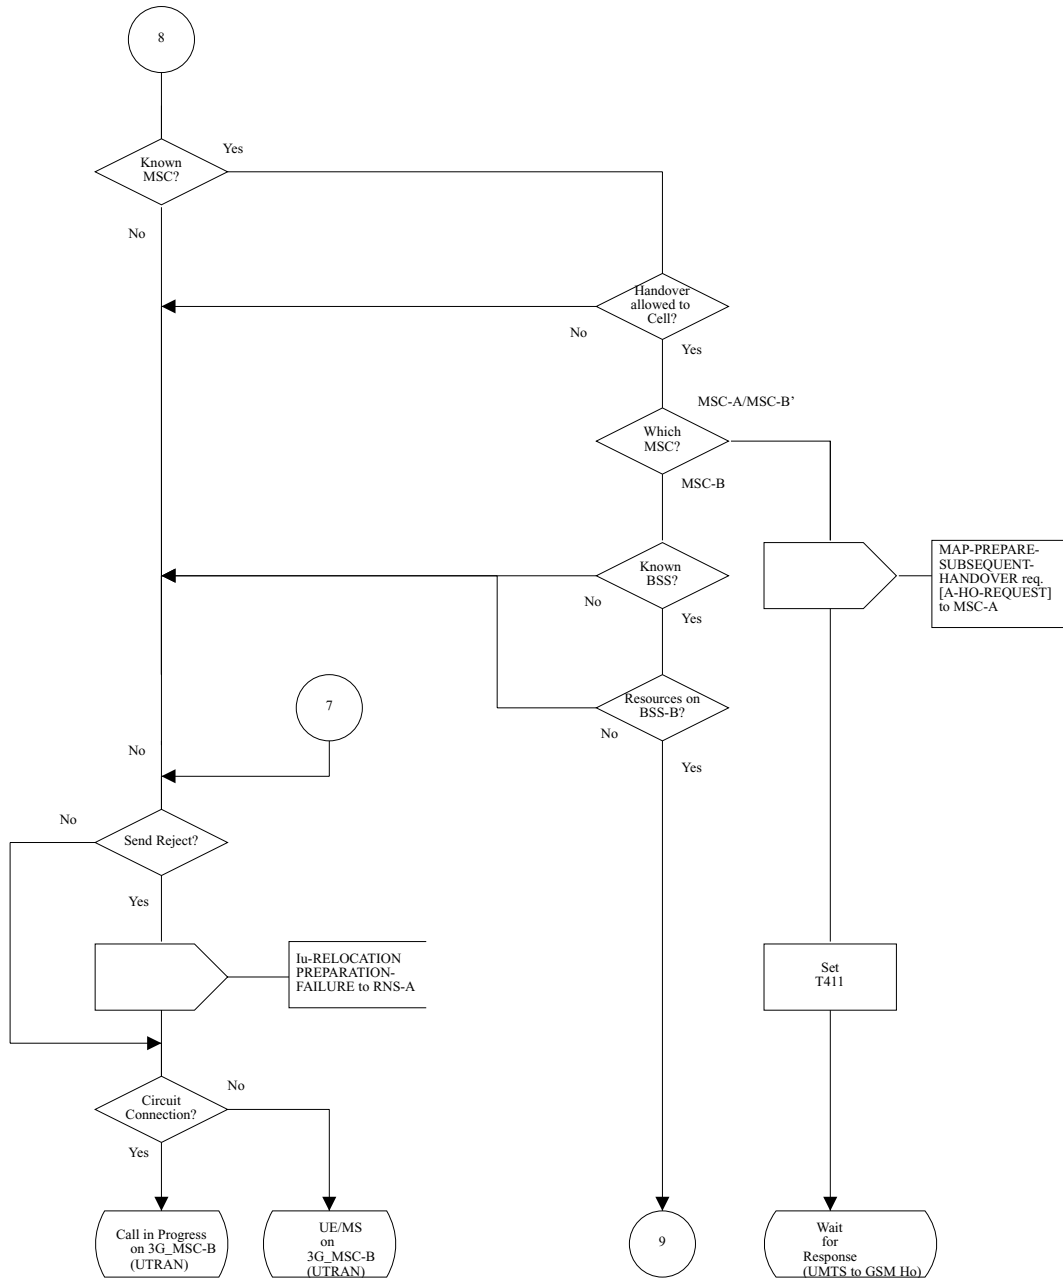 8
Yes
Known
MSC?
No
Handover
allowed to
Cell?
No
Yes
MSC-A/MSC-B’
Which
MSC?
MSC-B
Known
BSS?
No
Yes
MAP-PREPARE-
SUBSEQUENT-
HANDOVER req.
[A-HO-REQUEST]
to MSC-A
Resources on
BSS-B?
No
Yes
7
No
No
Send Reject?
Yes
Iu-RELOCATION
PREPARATION-
FAILURE to RNS-A
Set
T411
No
Circuit
Connection?
Yes
Call in Progress
on 3G_MSC-B
(UTRAN)
UE/MS
on
3G_MSC-B
(UTRAN)
9
Wait
for
Response
(UMTS to GSM Ho)